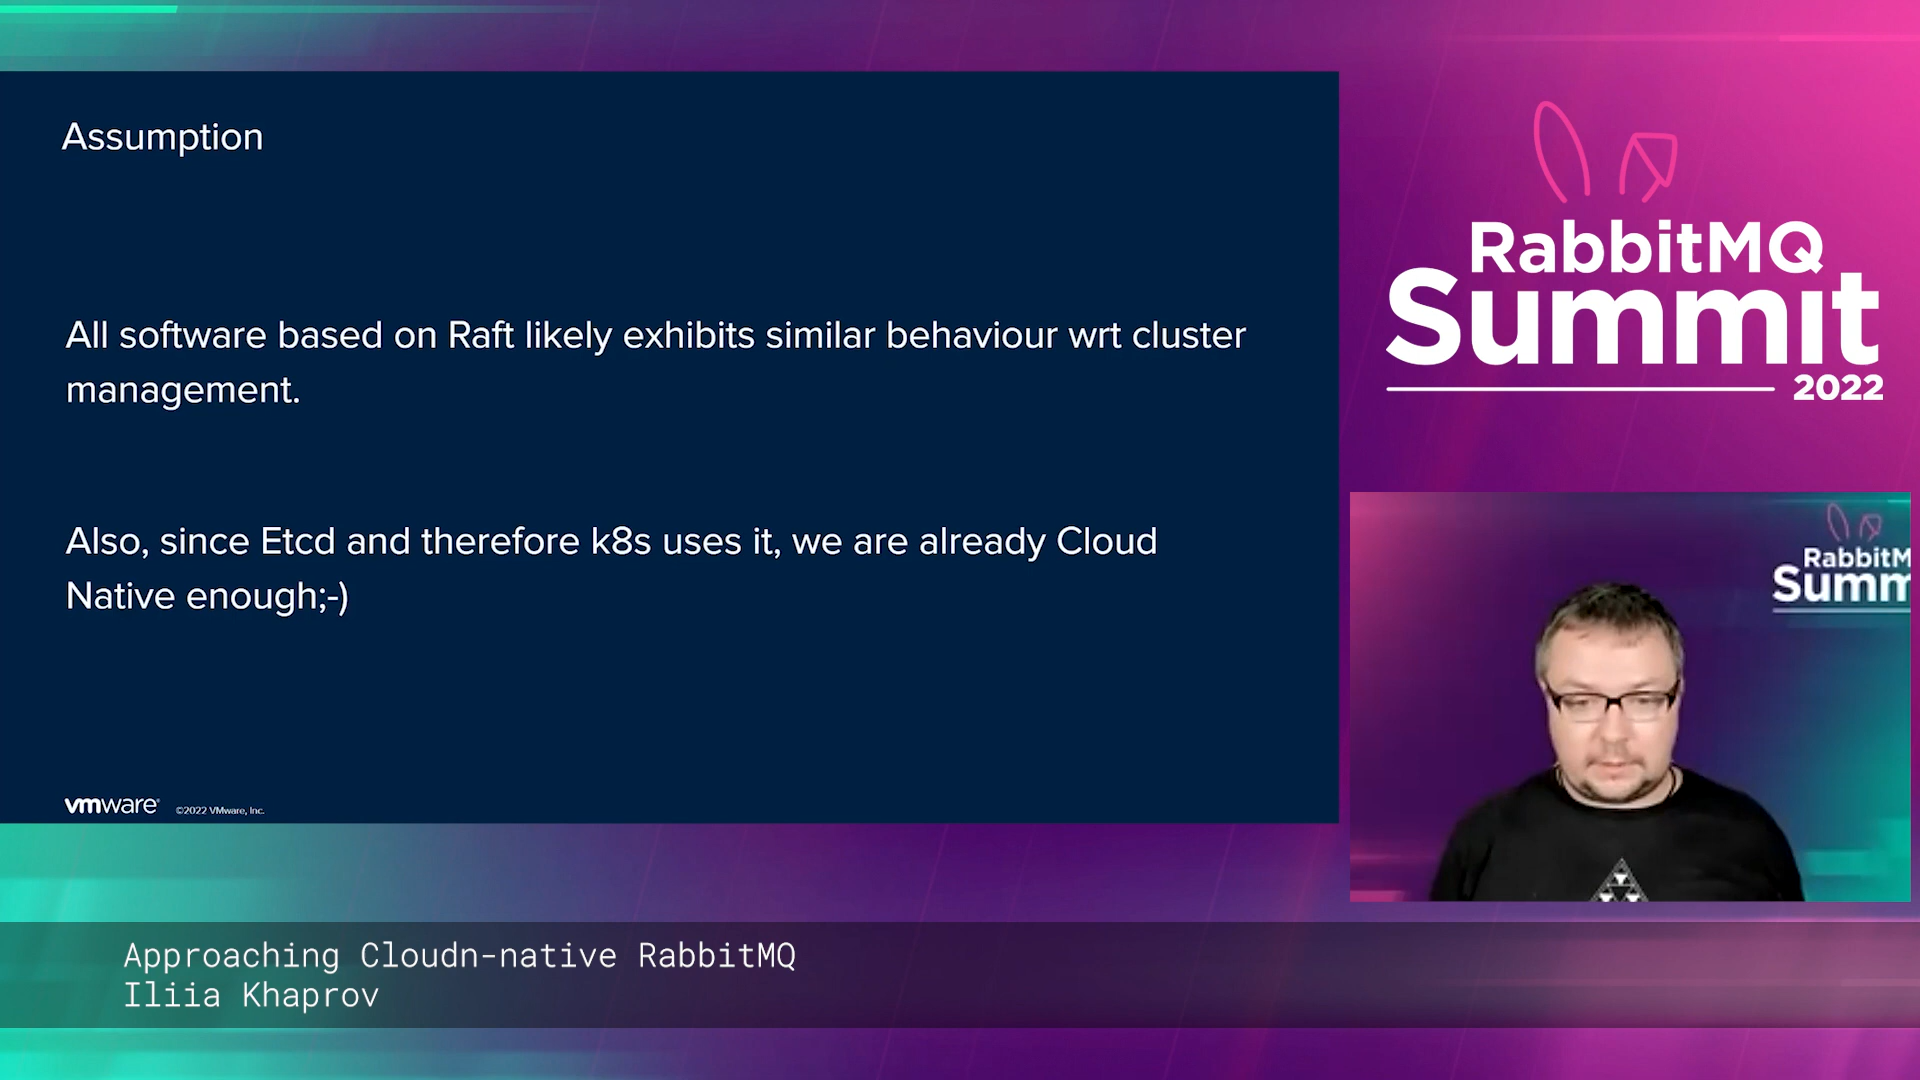 Assumption
All software based on Raft likely exhibits similar behaviour wrt cluster
management.
Also, since Etcd and therefore k8s uses it, we are already Cloud
Native enough;-)
vmware
©2022 VMware, Inc.
RabbitMQ
Summit
2022
RabbitM
Summ
Approaching Cloudn-native RabbitMQ
Iliia Khaprov